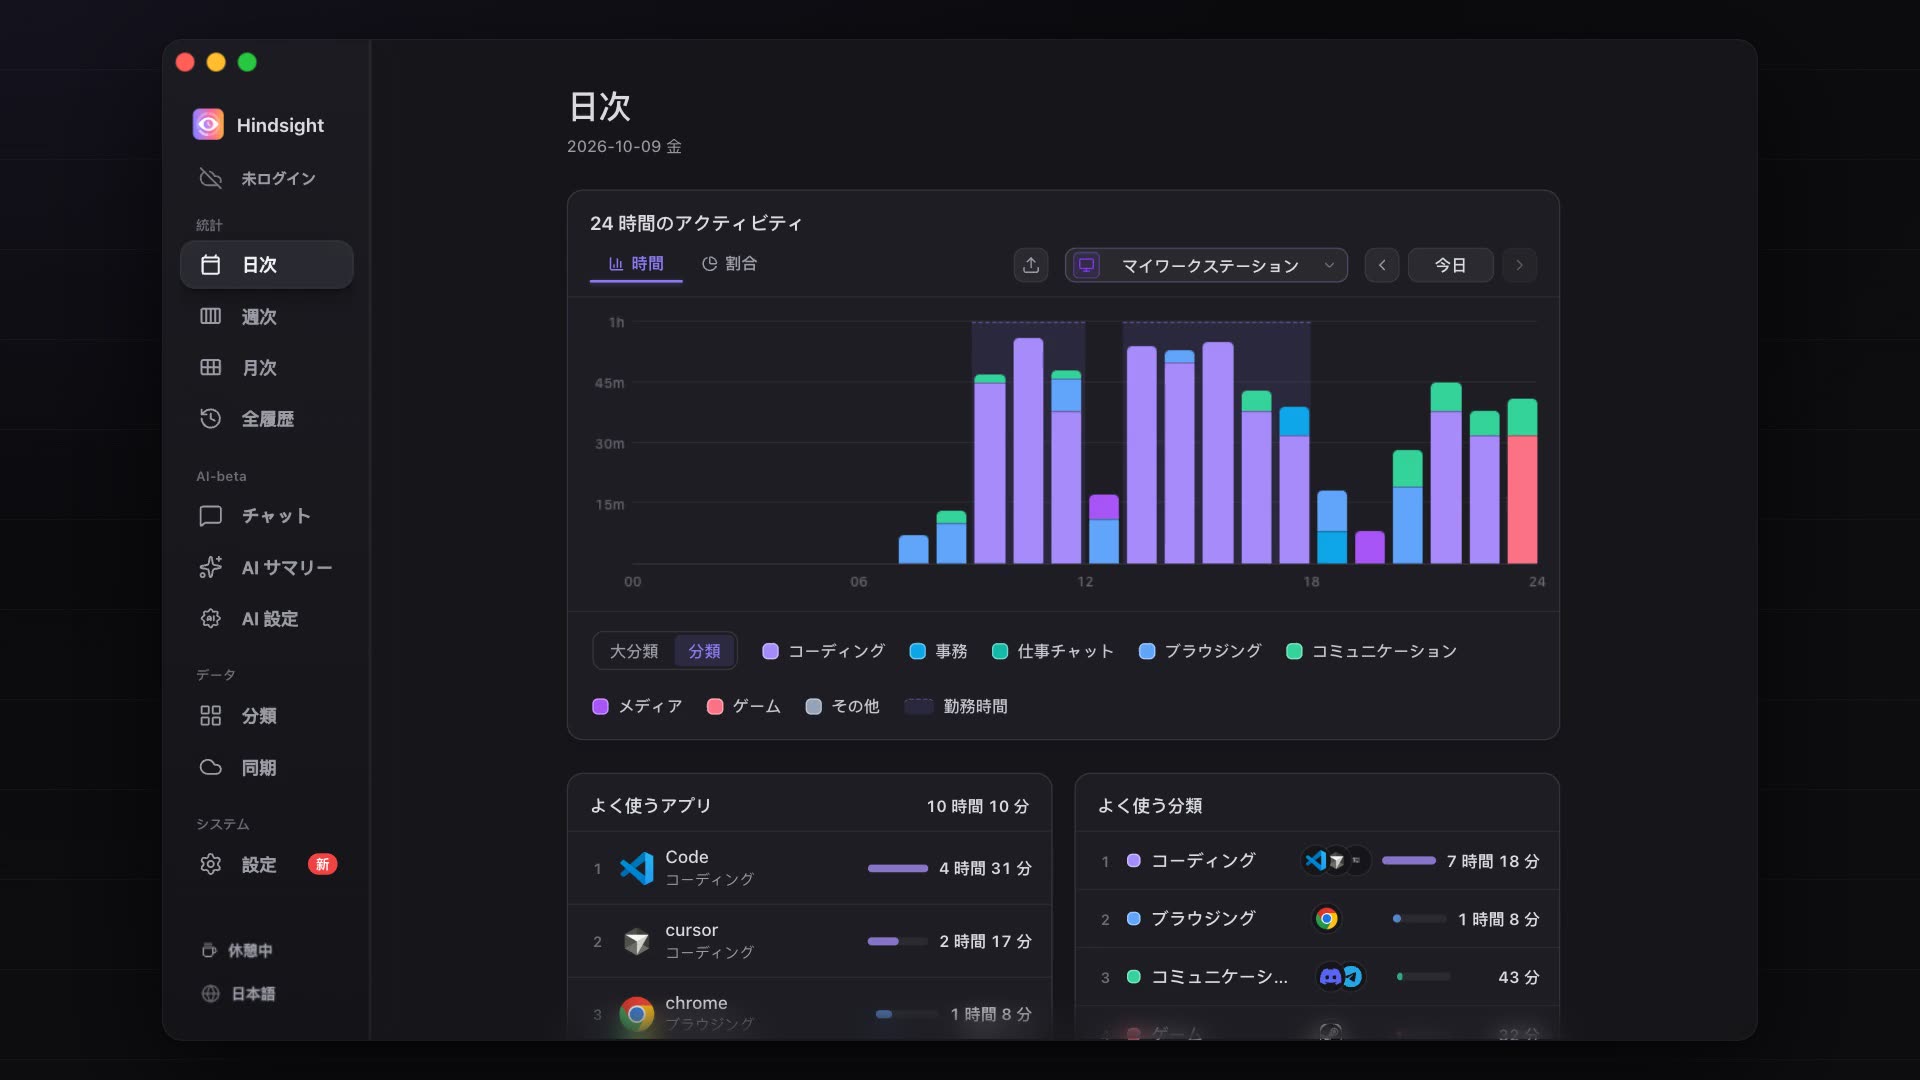 Hindsight
未ログイン
統計
日次
週次
月次
全履歴
AI-beta
チャット
AI サマリー
AI 設定
データ
分類
同期
システム
設定
新
休憩中
日本語
日次
2026-10-09 金
24 時間のアクティビティ
時間
割合
マイワークステーション
今日
1h
45m
30m
15m
00 06 12 18 24
大分類 分類 コーディング 事務 仕事チャット ブラウジング コミュニケーション
メディア ゲーム その他 勤務時間
よく使うアプリ 10 時間 10 分
1 Code 4 時間 31 分
コーディング
2 cursor 2 時間 17 分
コーディング
3 chrome 1 時間 8 分
ブラウジング
よく使う分類
1 コーディング 7 時間 18 分
2 ブラウジング 1 時間 8 分
3 コミュニケーシ... 43 分
4 ゲーム 32 分